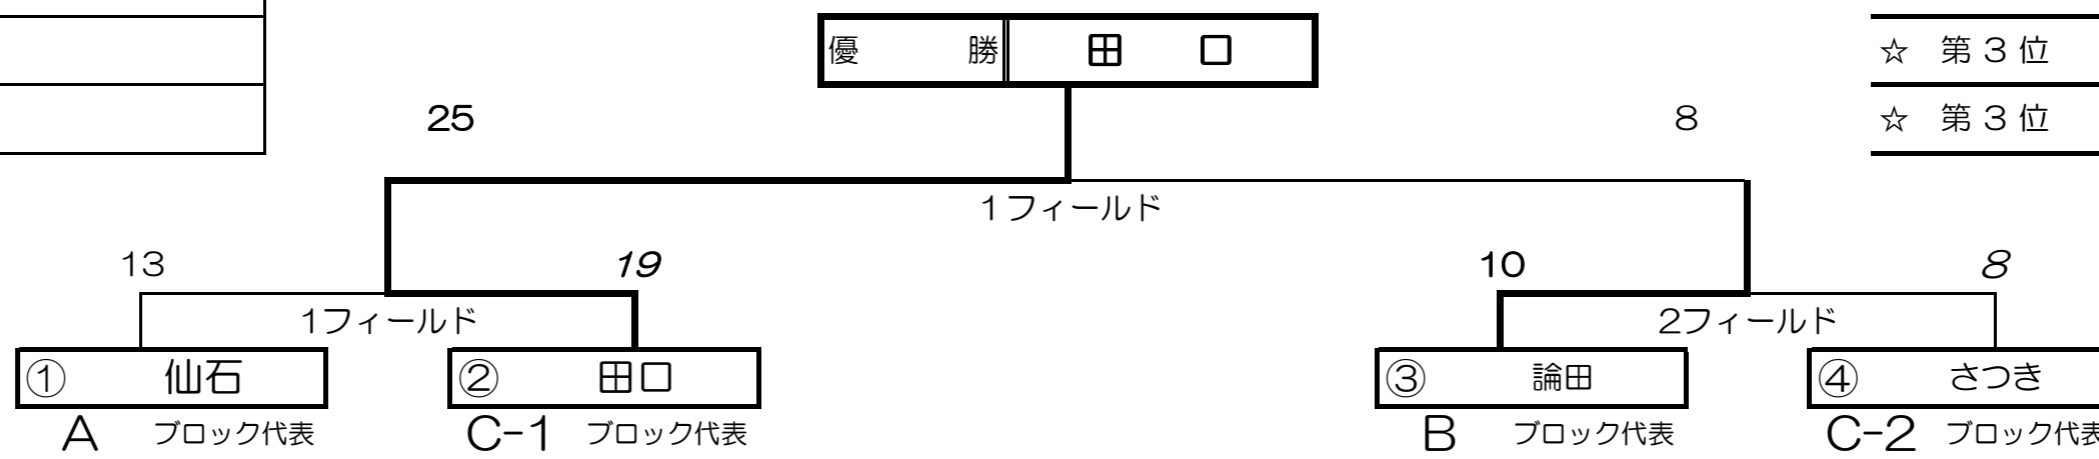 優 勝 田 口
☆ 第３位
25
8
☆ 第３位
１フィールド
13
19
10
8
1フィールド
2フィールド
① 仙石
② 田口
③ 論田
④ さつき
A ブロック代表
C-1 ブロック代表
B ブロック代表
C-2 ブロック代表